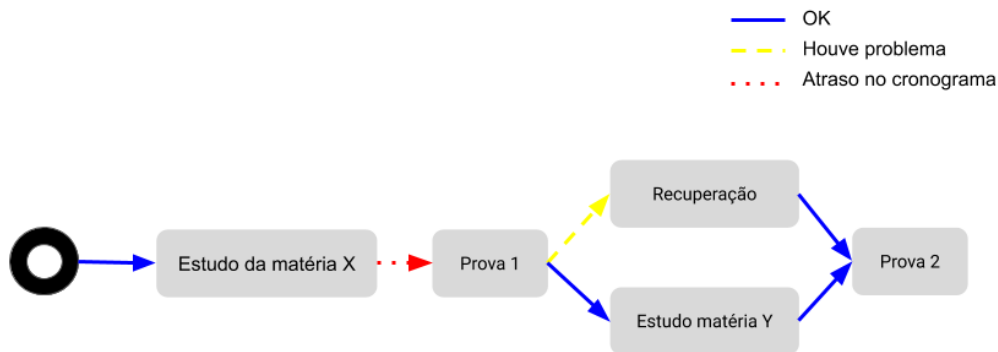 OK
Houve problema
Atraso no cronograma
Estudo da matéria X
Prova 1
Recuperação
Estudo matéria Y
Prova 2